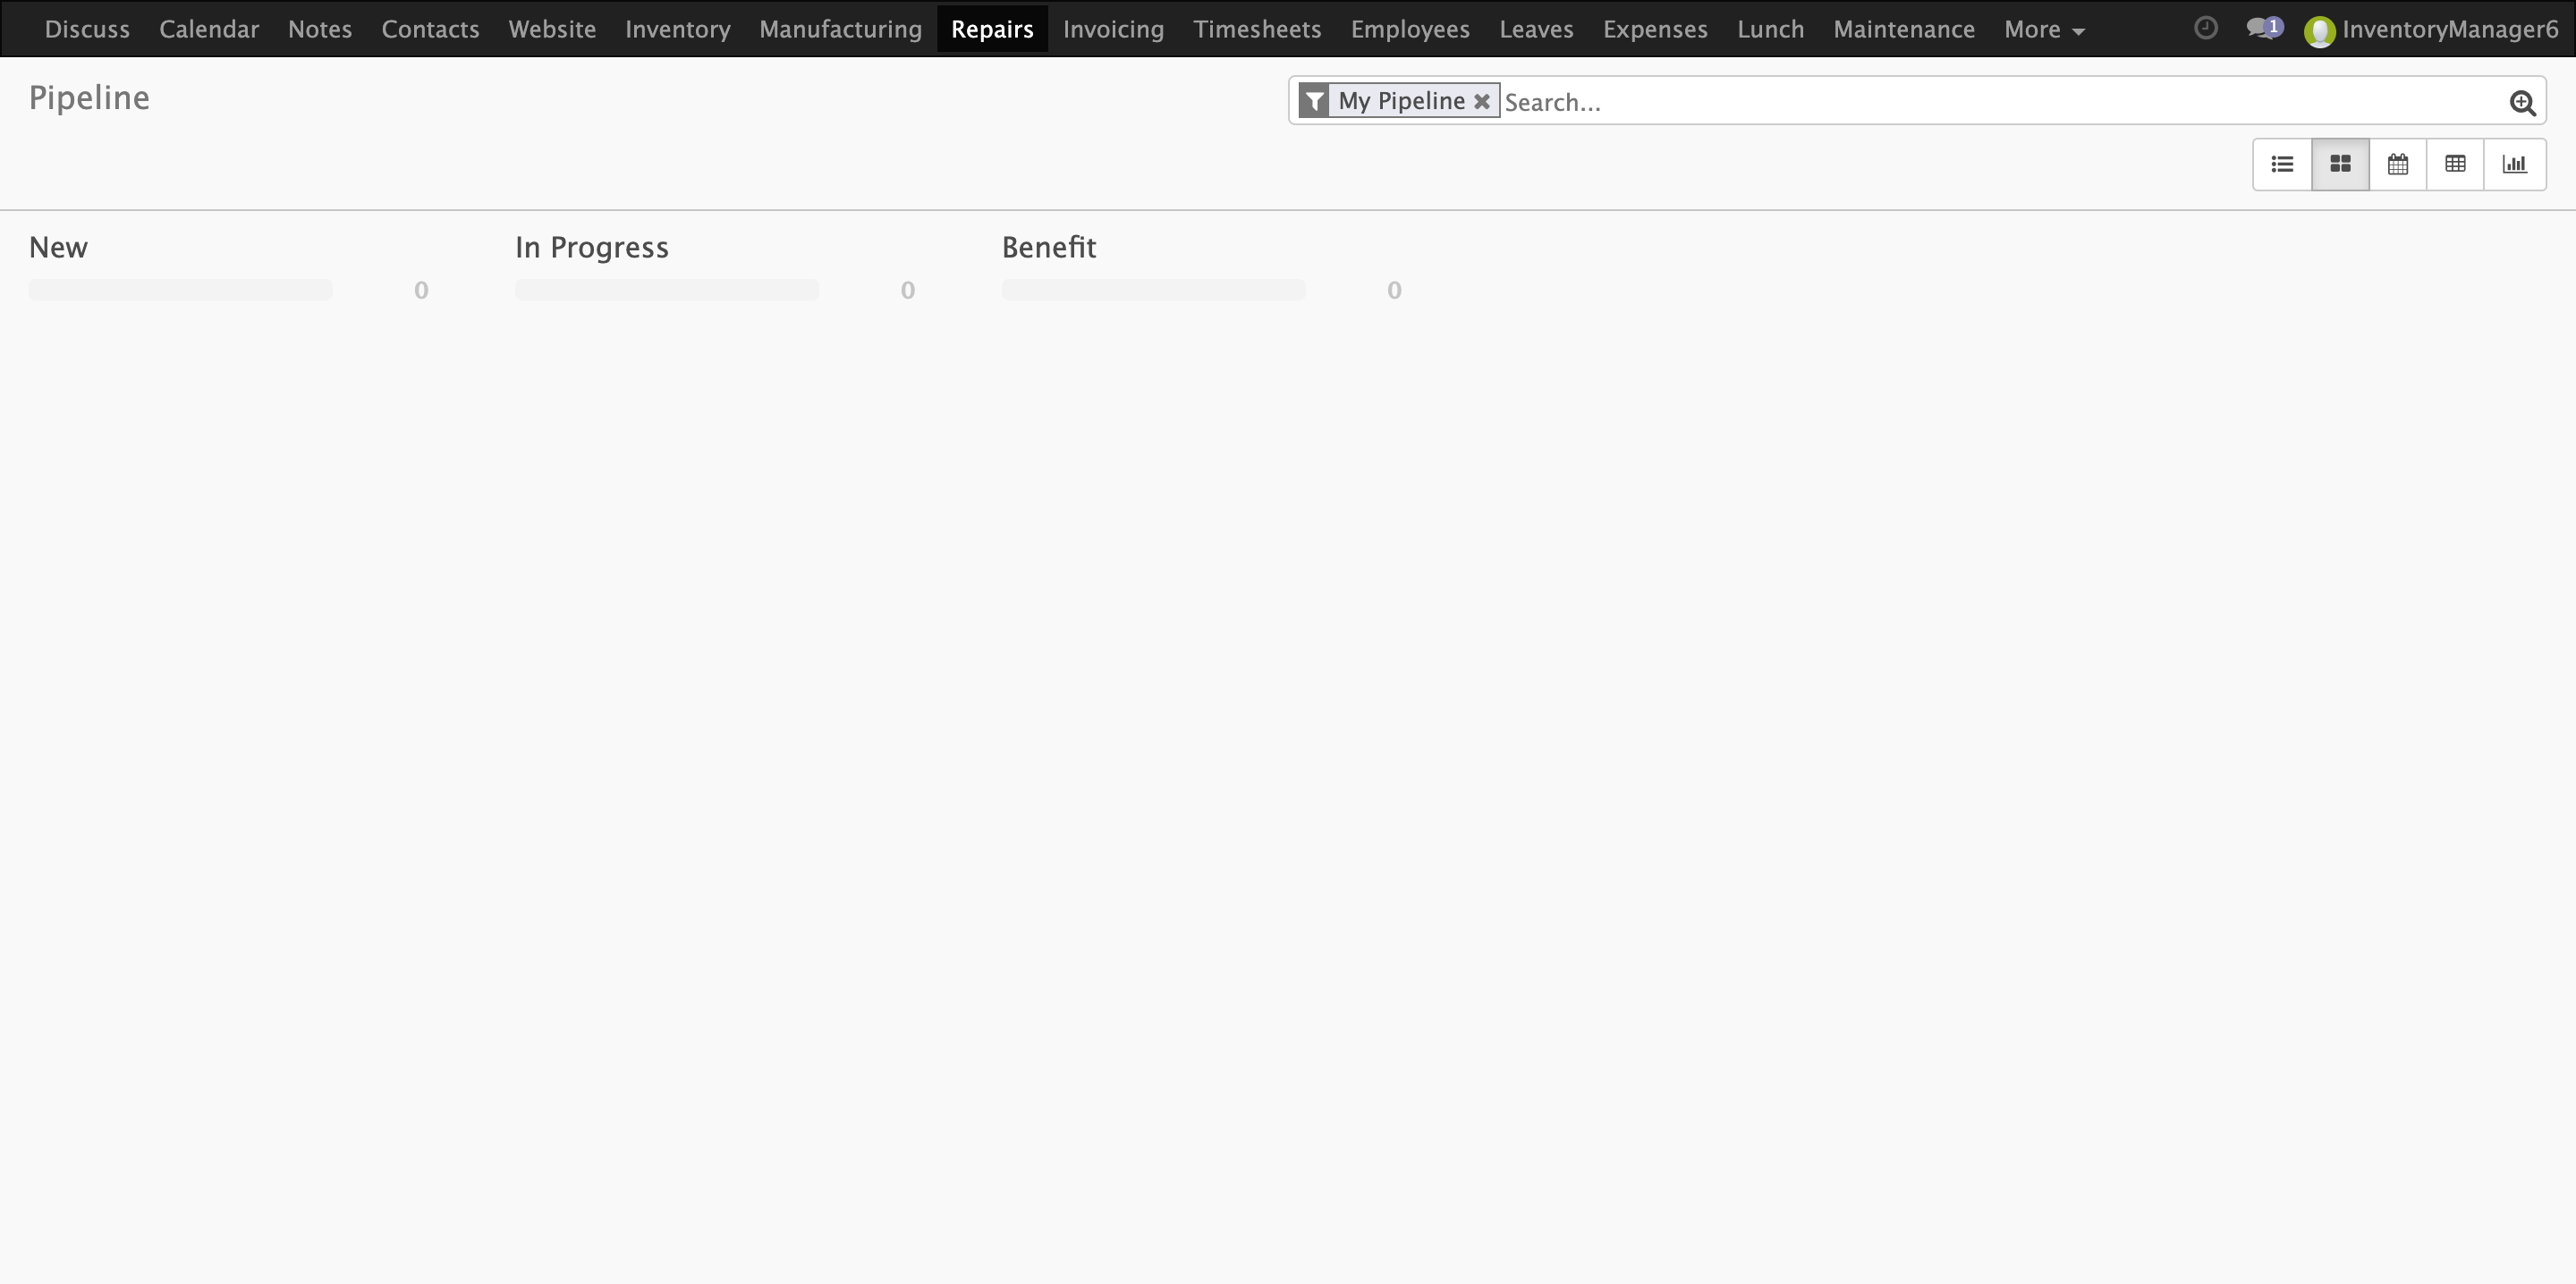 Discuss Calendar Notes Contacts Website Inventory Manufacturing Repairs Invoicing Timesheets Employees Leaves Expenses Lunch Maintenance More 1 InventoryManager6
Pipeline My Pipeline Search...
New In Progress Benefit
0 0 0